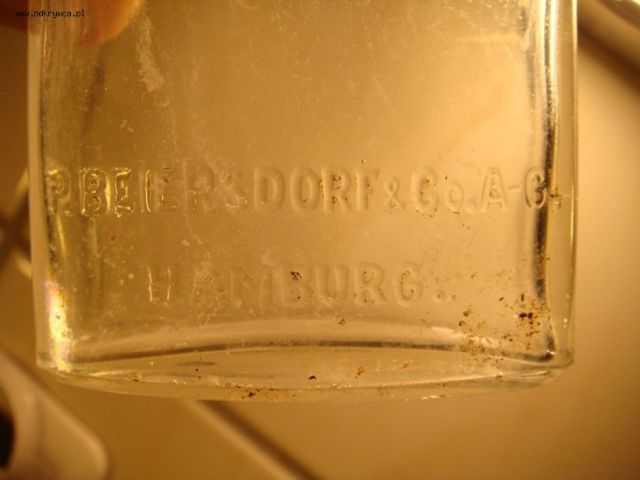 www.odkrywca.pl
P.BEIERSDORF & Co. A-G.
HAMBURG.